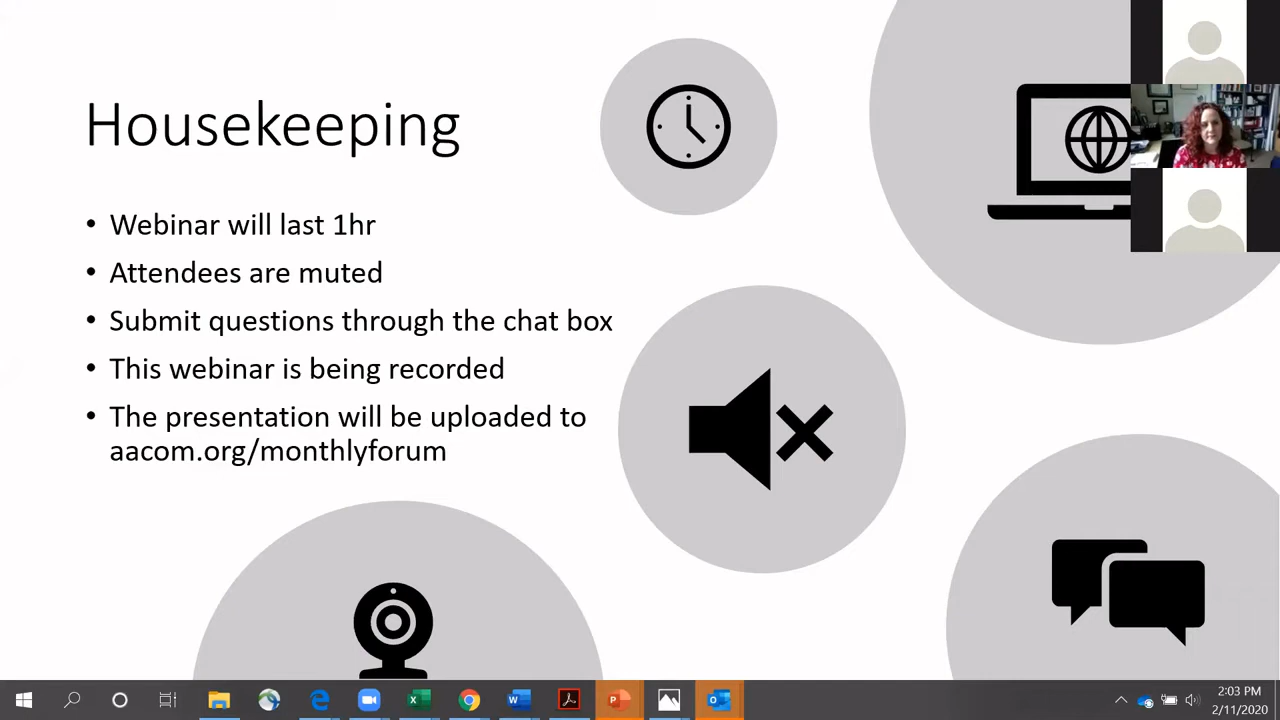 Housekeeping
• Webinar will last 1hr
• Attendees are muted
• Submit questions through the chat box
• This webinar is being recorded
• The presentation will be uploaded to
aacom.org/monthlyforum
2:03 PM
2/11/2020